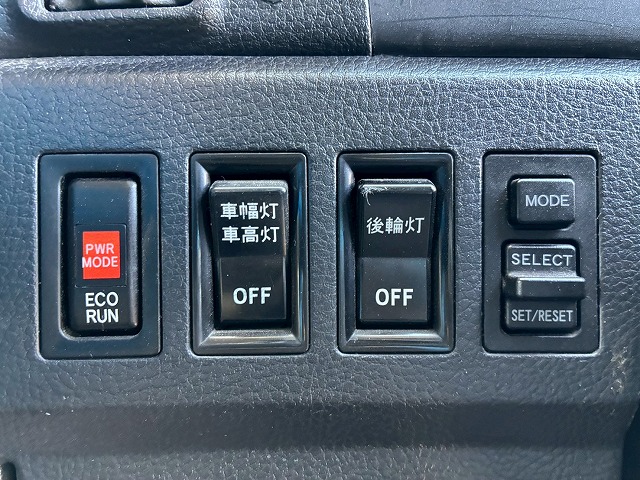 PWR
MODE
ECO
RUN
車幅灯
車高灯
OFF
後輪灯
OFF
MODE
SELECT
SET/RESET